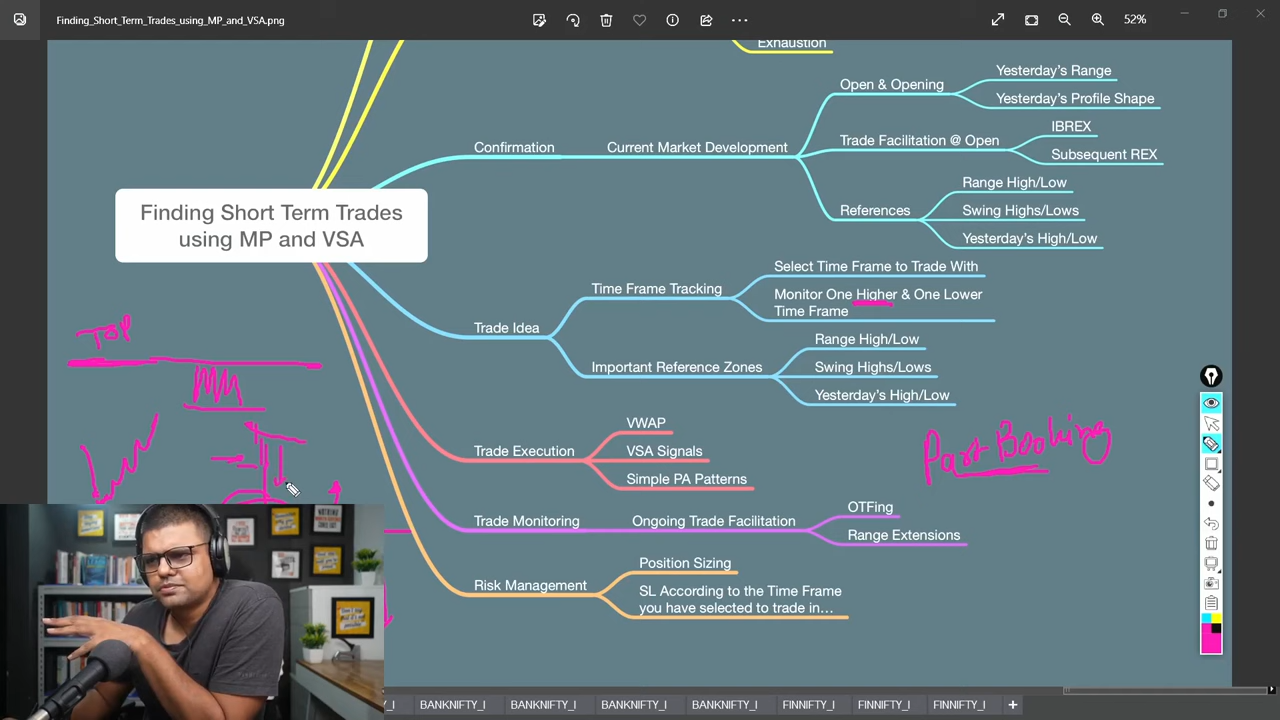 Finding_Short_Term_Trades_using_MP_and_VSA.png
52%
Exhaustion
Open & Opening
Yesterday's Range
Yesterday's Profile Shape
Confirmation
Current Market Development
Trade Facilitation @ Open
IBREX
Subsequent REX
References
Range High/Low
Swing Highs/Lows
Yesterday's High/Low
Finding Short Term Trades
using MP and VSA
Trade Idea
Time Frame Tracking
Select Time Frame to Trade With
Monitor One Higher & One Lower
Time Frame
Important Reference Zones
Range High/Low
Swing Highs/Lows
Yesterday's High/Low
TOP
Trade Execution
VWAP
VSA Signals
Simple PA Patterns
Part Booking
Trade Monitoring
Ongoing Trade Facilitation
OTFing
Range Extensions
Risk Management
Position Sizing
SL According to the Time Frame
you have selected to trade in...
BANKNIFTY_I
BANKNIFTY_I
BANKNIFTY_I
BANKNIFTY_I
FINNIFTY_I
FINNIFTY_I
FINNIFTY_I